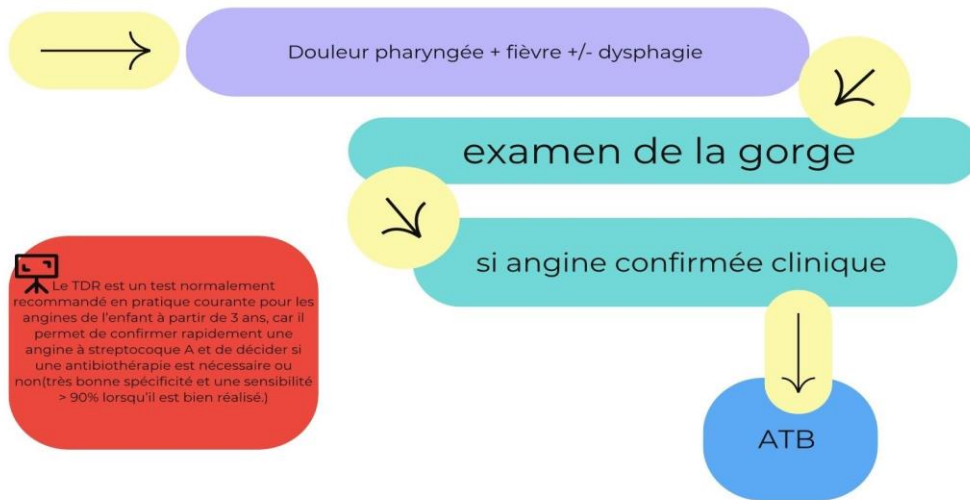 Douleur pharyngée + fièvre +/- dysphagie
examen de la gorge
si angine confirmée clinique
Le TDR est un test normalement
recommandé en pratique courante pour les
angines de l'enfant à partir de 3 ans, car il
permet de confirmer rapidement une
angine à streptocoque A et de décider si
une antibiothérapie est nécessaire ou
non(très bonne spécificité et une sensibilité
> 90% lorsqu'il est bien réalisé.)
ATB